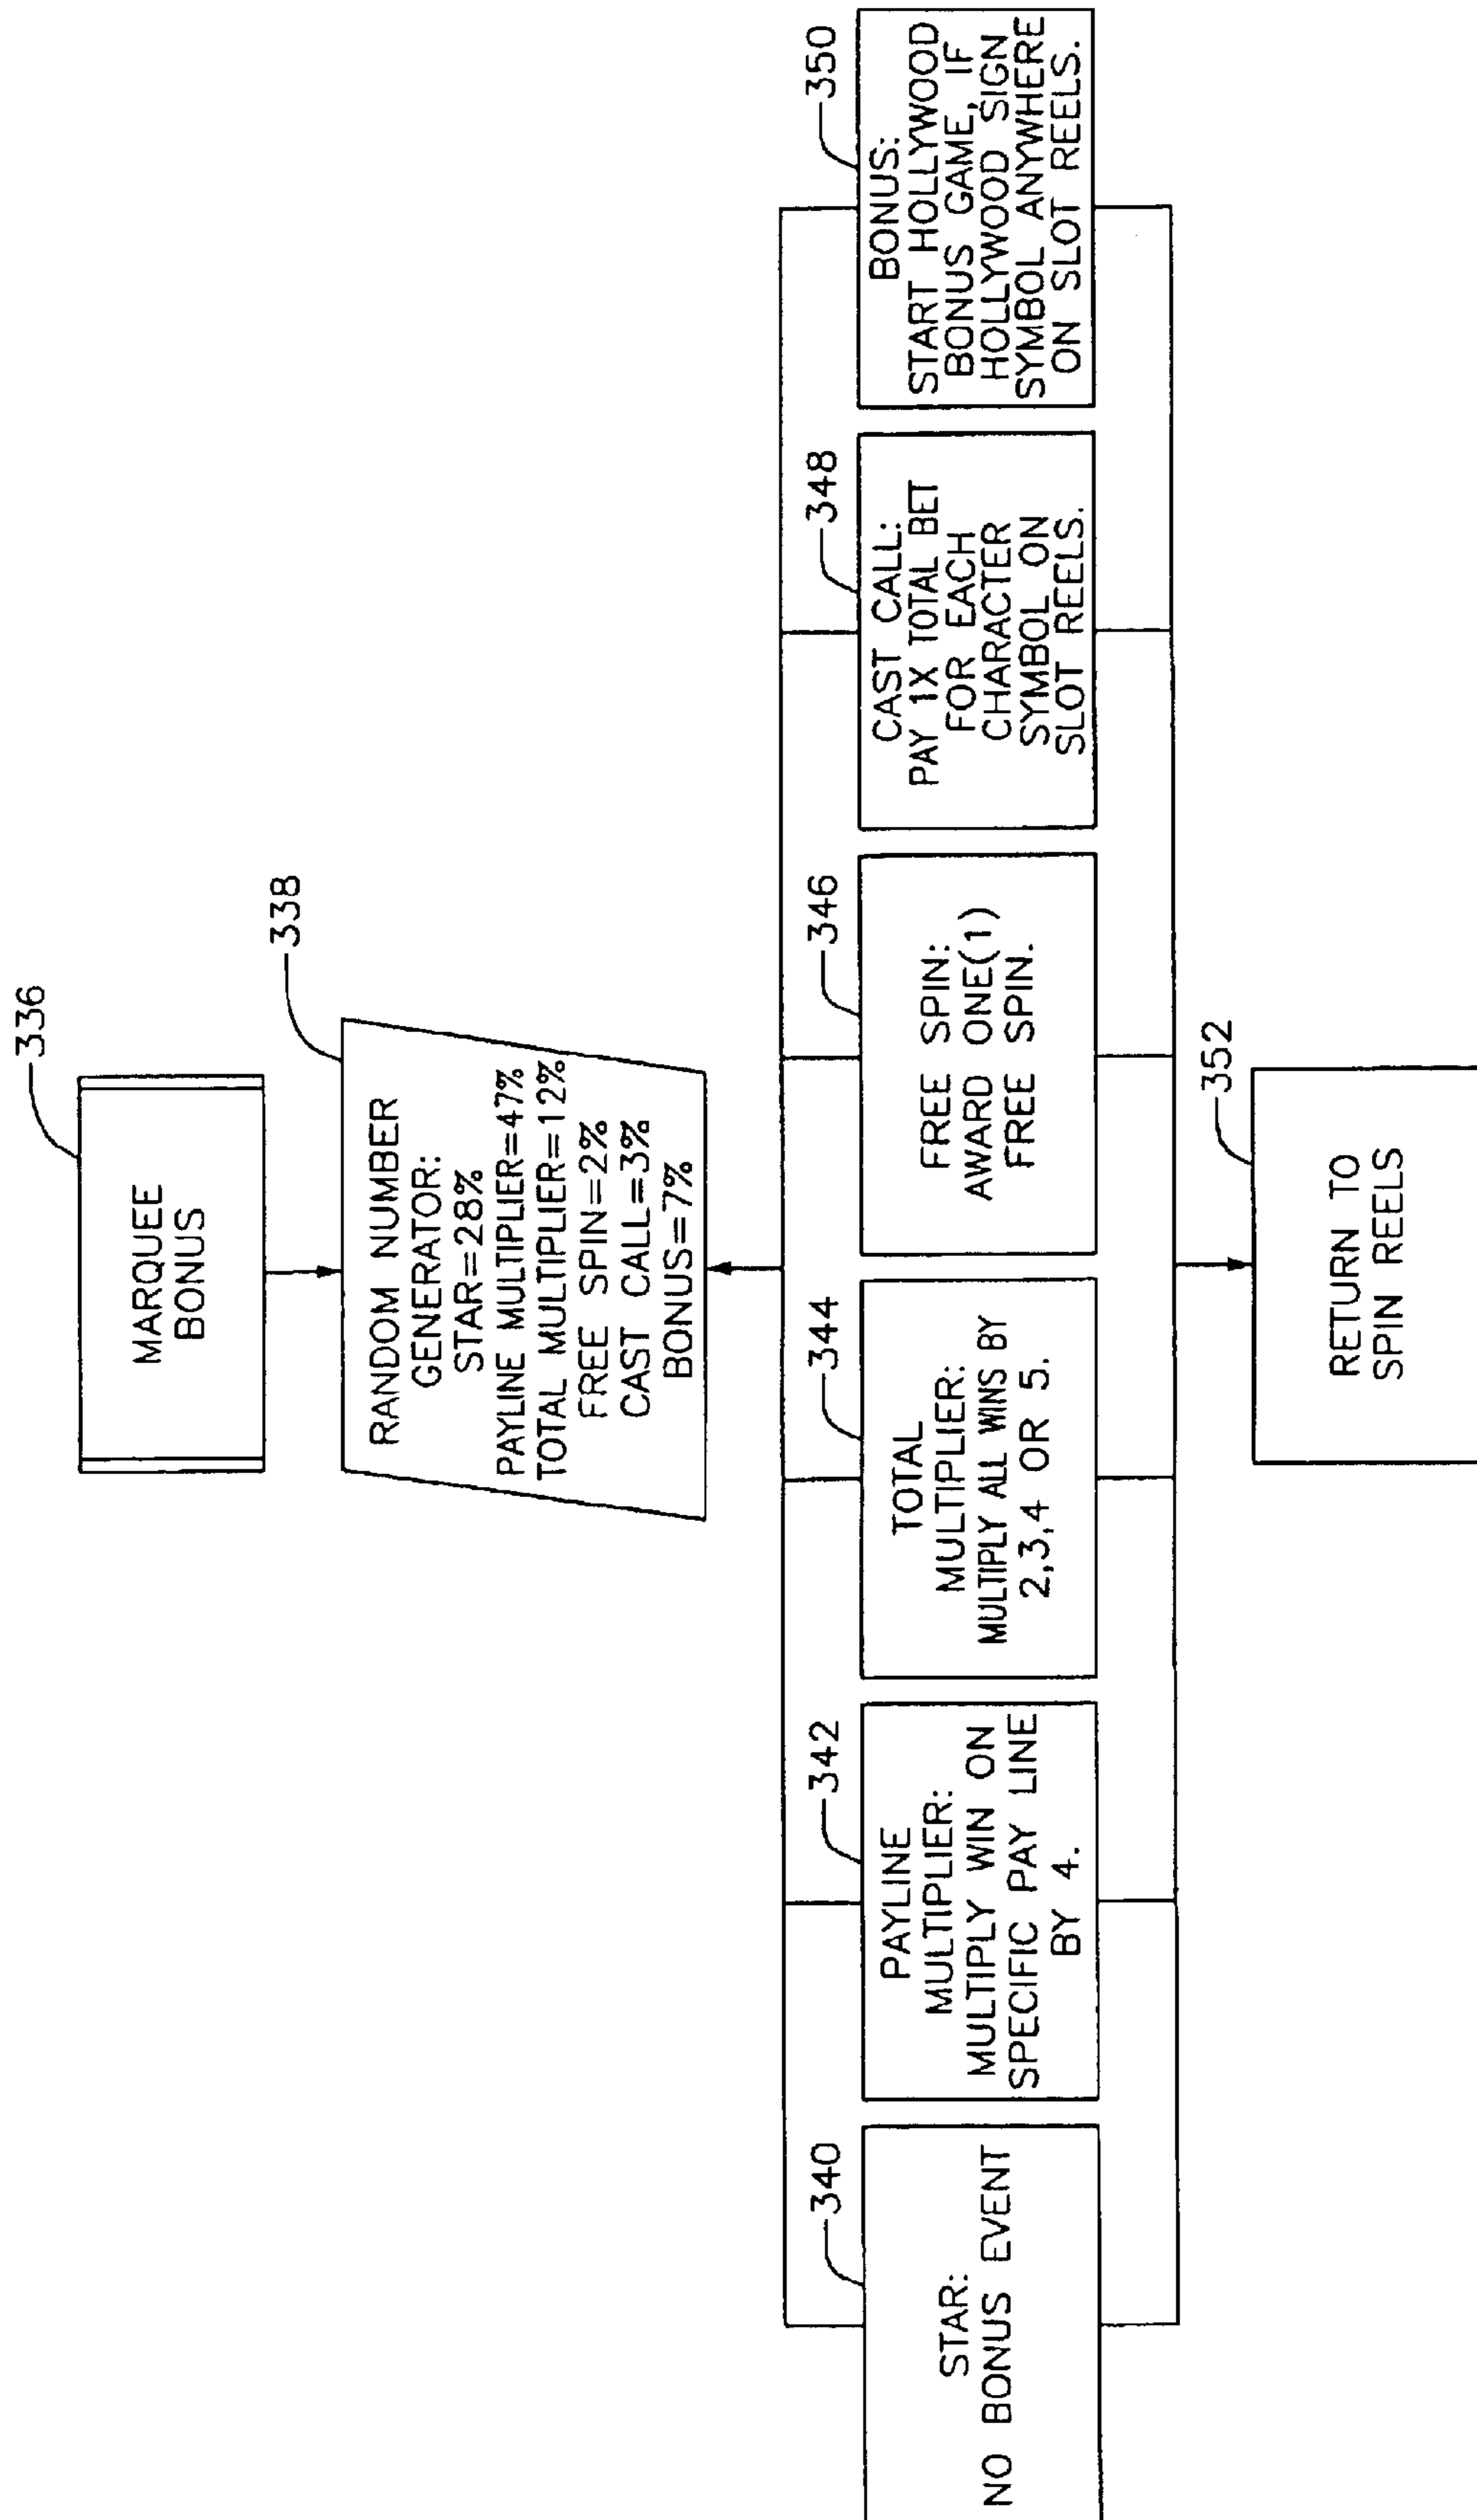 336
MARQUEE
BONUS
338
RANDOM NUMBER
GENERATOR:
STAR=28%
PAYLINE MULTIPLIER=47%
TOTAL MULTIPLIER=12%
FREE SPIN=2%
CAST CALL=3%
BONUS=7%
340
STAR:
NO BONUS EVENT
342
PAYLINE
MULTIPLIER:
MULTIPLY WIN ON
SPECIFIC PAY LINE
BY 4.
344
TOTAL
MULTIPLIER:
MULTIPLY ALL WINS BY
2,3,4 OR 5.
346
FREE SPIN:
AWARD ONE(1)
FREE SPIN.
348
CAST CALL:
PAY 1X TOTAL BET
FOR EACH
CHARACTER
SYMBOL ON
SLOT REELS.
350
BONUS:
START HOLLYWOOD
BONUS GAME, IF
HOLLYWOOD SIGN
SYMBOL ANYWHERE
ON SLOT REELS.
352
RETURN TO
SPIN REELS